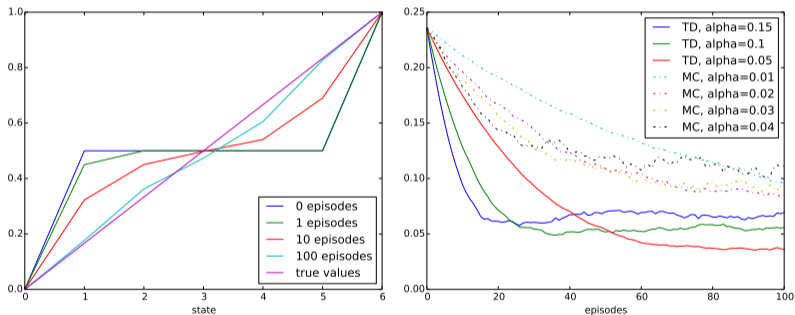 1.0
0.8
0.6
0.4
0.2
0.0
0 1 2 3 4 5 6
state
0 episodes
1 episodes
10 episodes
100 episodes
true values
0.25
0.20
0.15
0.10
0.05
0.00
0 20 40 60 80 100
episodes
TD, alpha=0.15
TD, alpha=0.1
TD, alpha=0.05
MC, alpha=0.01
MC, alpha=0.02
MC, alpha=0.03
MC, alpha=0.04